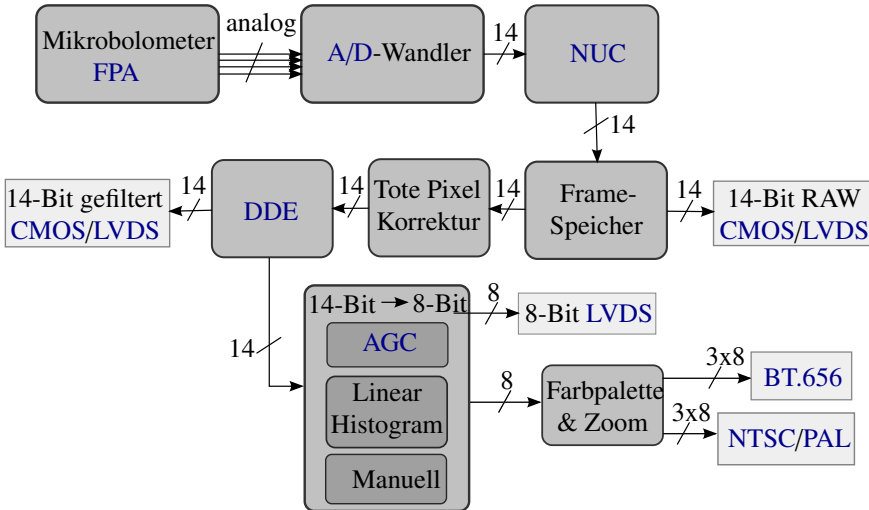 analog
Mikrobolometer
FPA
A/D-Wandler
14
NUC
14
14-Bit gefiltert
CMOS/LVDS
14
DDE
14
Tote Pixel
Korrektur
14
Frame-
Speicher
14
14-Bit RAW
CMOS/LVDS
14
14-Bit → 8-Bit
AGC
Linear
Histogram
Manuell
8
8-Bit LVDS
8
Farbpalette
& Zoom
3x8
BT.656
3x8
NTSC/PAL